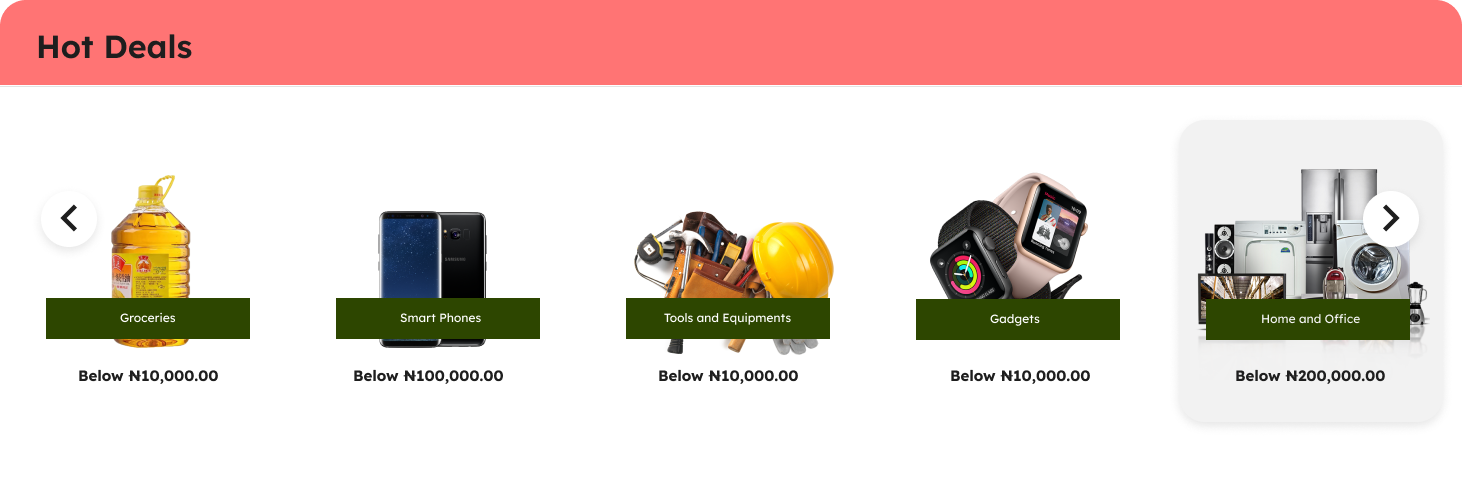 Hot Deals
SAMSUNG
Groceries
Smart Phones
Tools and Equipments
Gadgets
Home and Office
Below ₦10,000.00
Below ₦100,000.00
Below ₦10,000.00
Below ₦10,000.00
Below ₦200,000.00